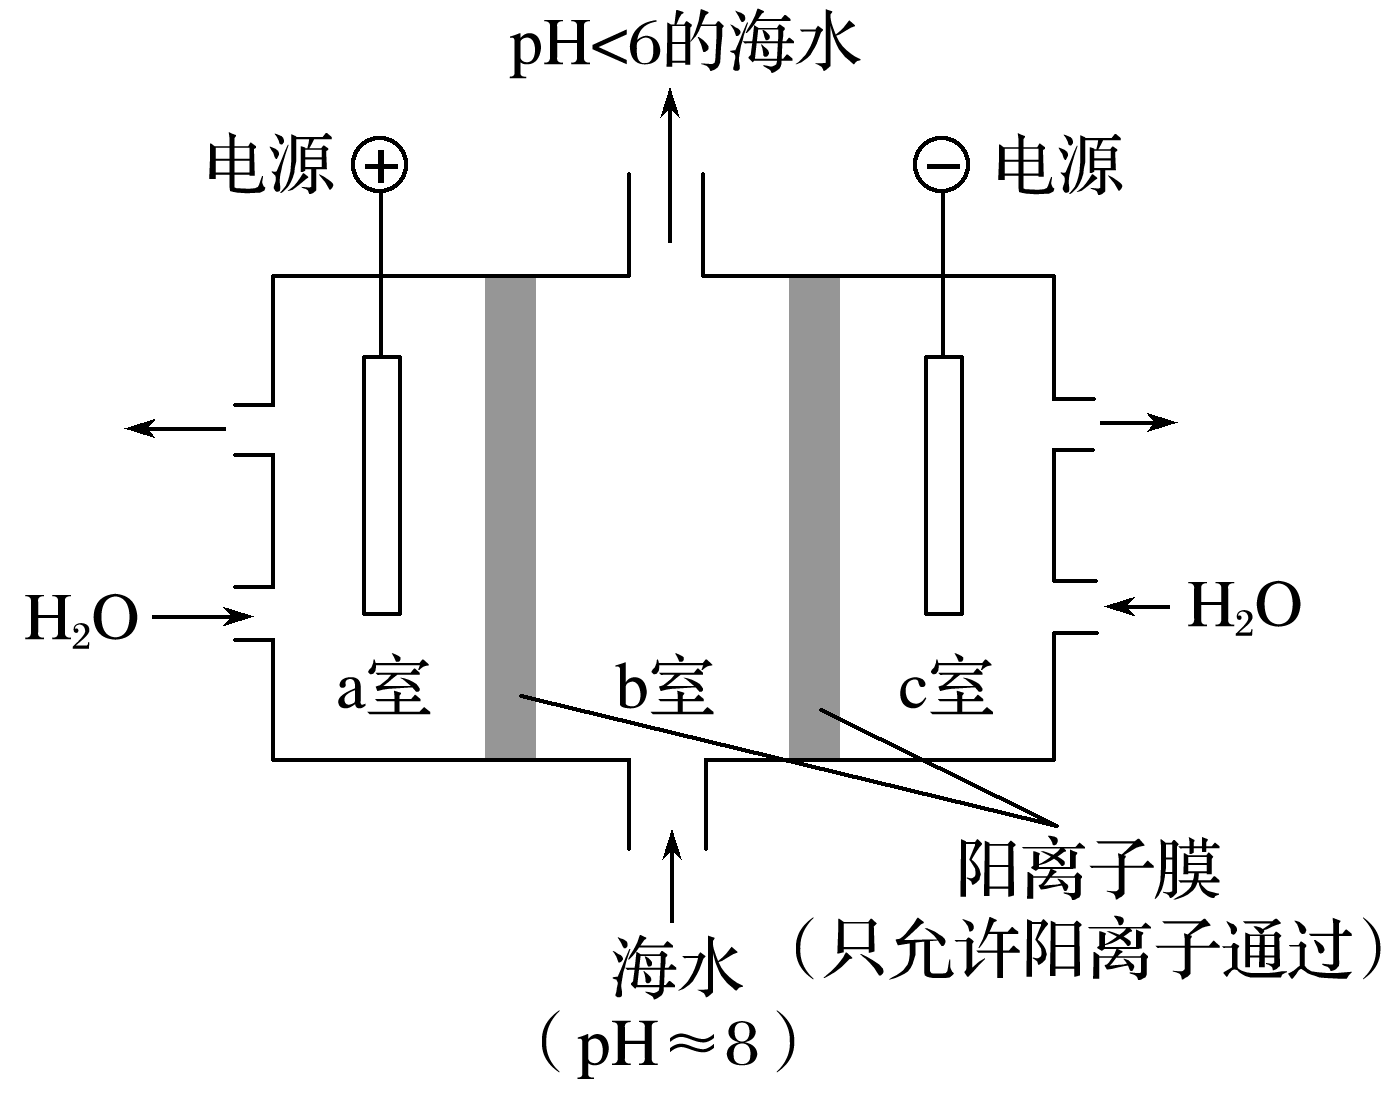 pH<6的海水
电源 +
− 电源
H₂O
H₂O
a室
b室
c室
阳离子膜
(只允许阳离子通过)
海水
(pH≈8)